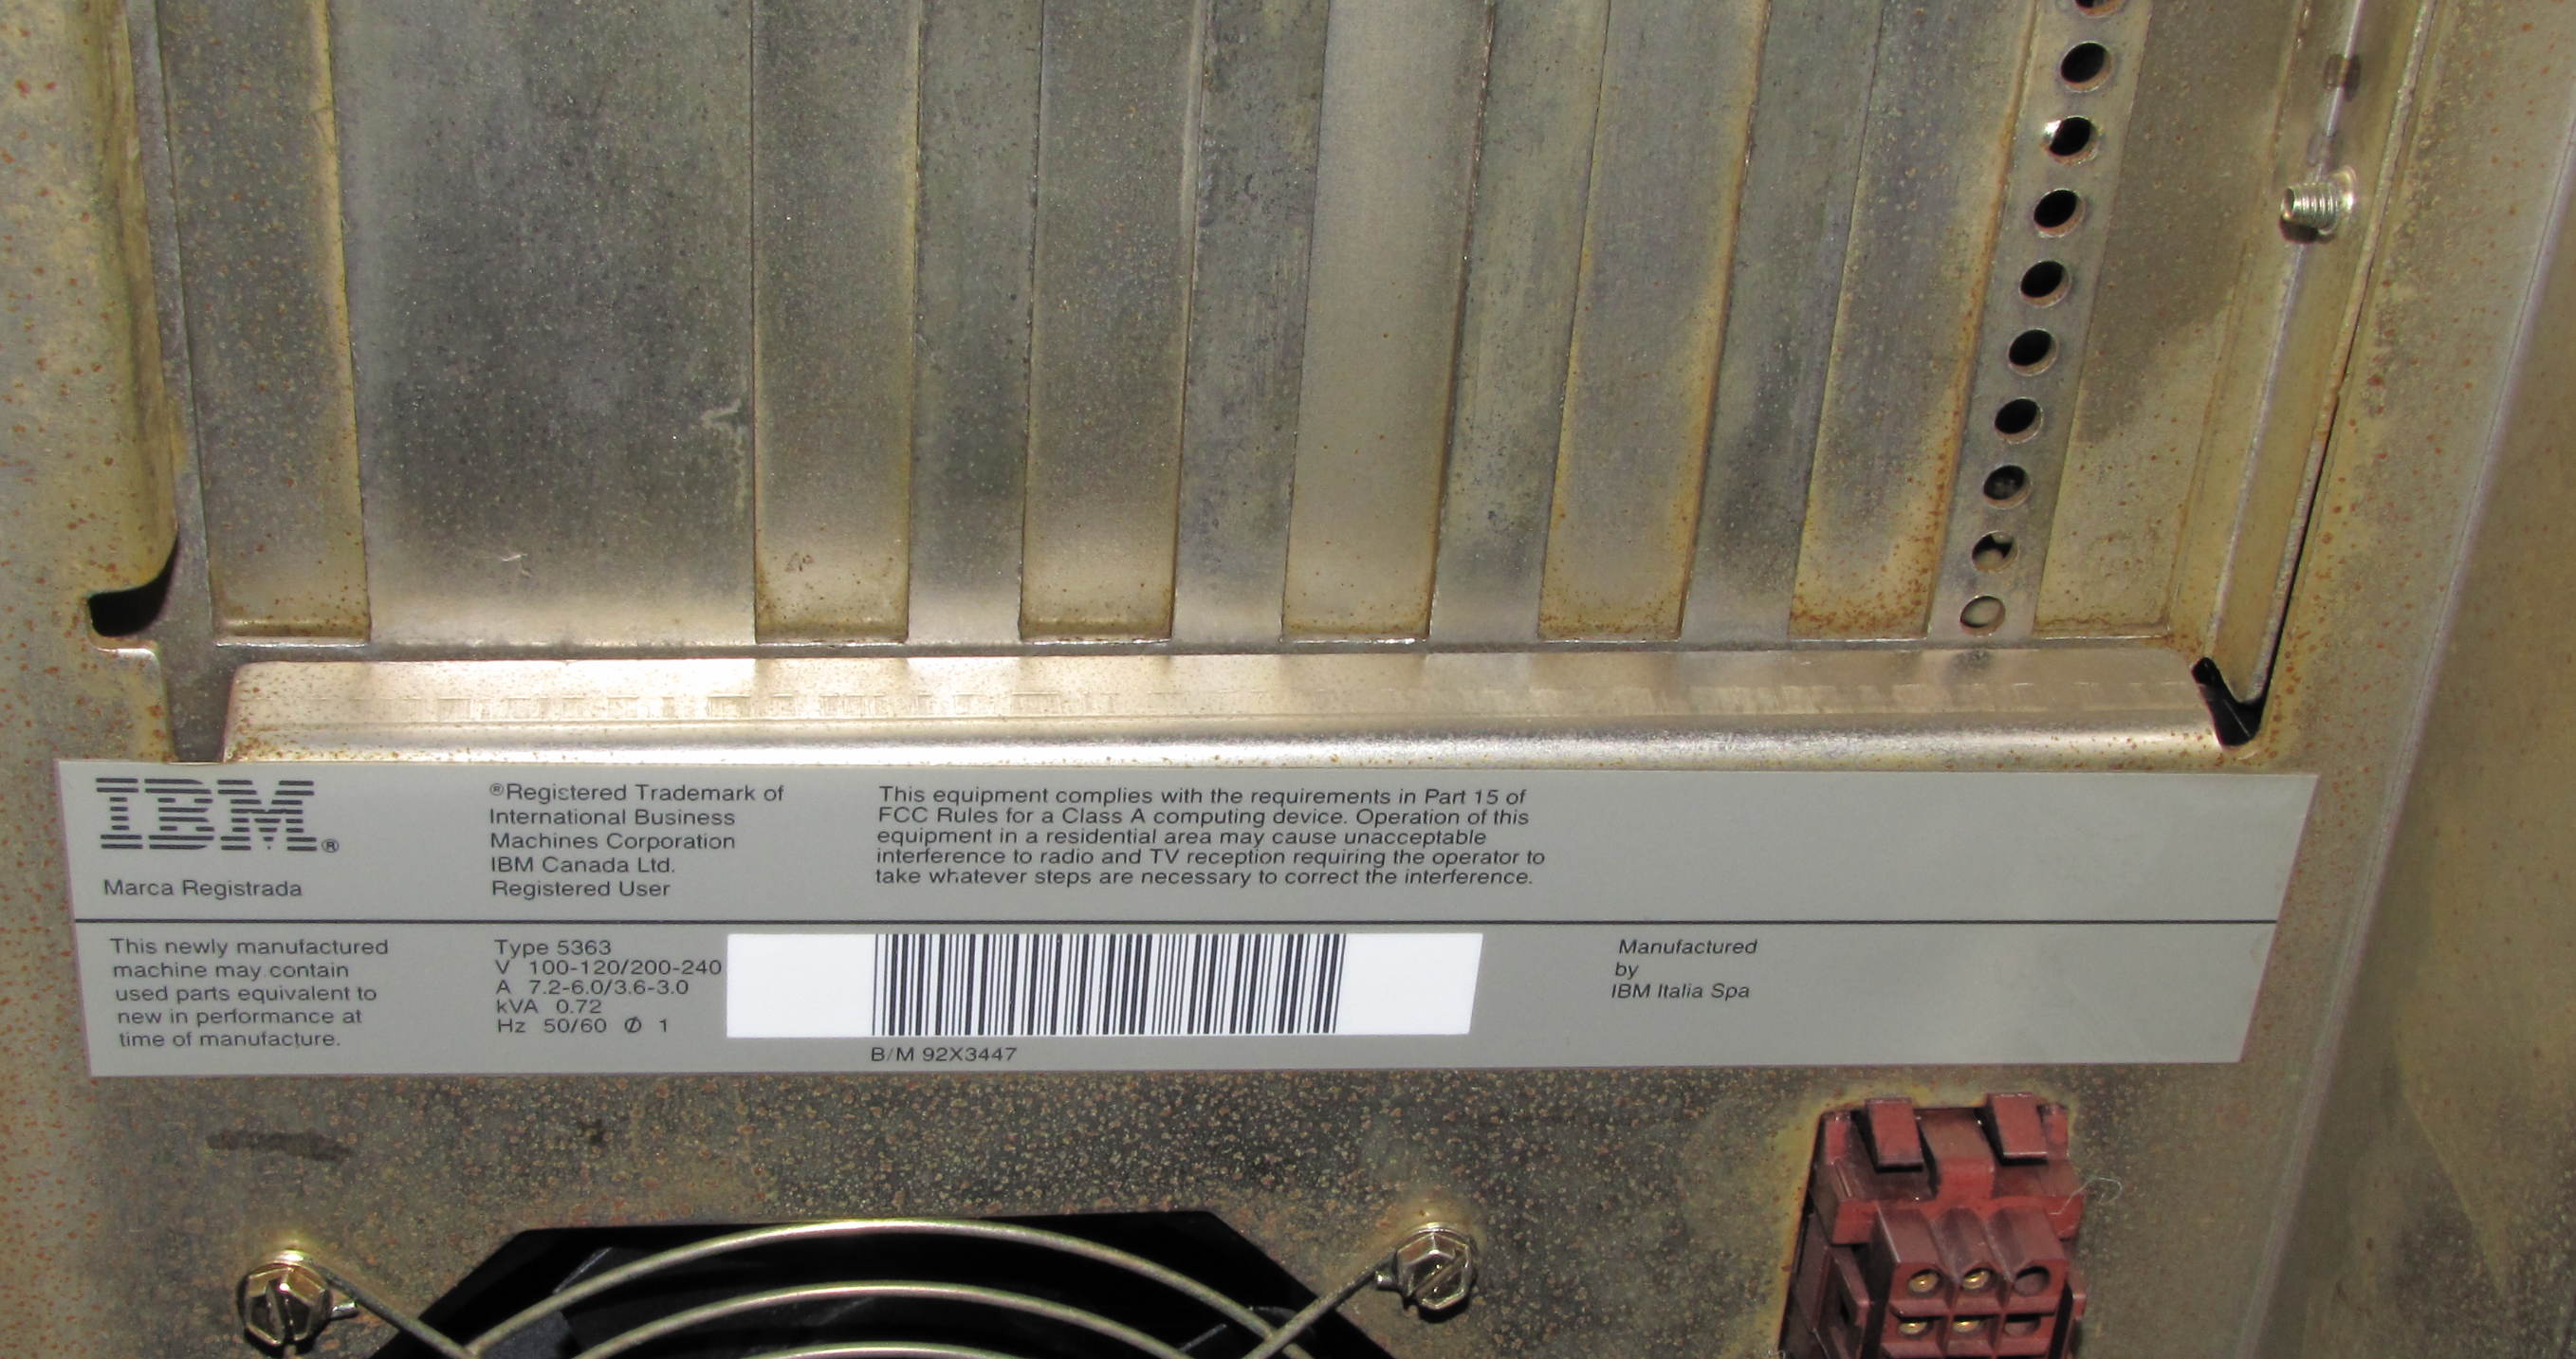 IBM®
Marca Registrada
®Registered Trademark of
International Business
Machines Corporation
IBM Canada Ltd.
Registered User
This equipment complies with the requirements in Part 15 of
FCC Rules for a Class A computing device. Operation of this
equipment in a residential area may cause unacceptable
interference to radio and TV reception requiring the operator to
take whatever steps are necessary to correct the interference.
This newly manufactured
machine may contain
used parts equivalent to
new in performance at
time of manufacture.
Type 5363
V 100-120/200-240
A 7.2-6.0/3.6-3.0
kVA 0.72
Hz 50/60 Ø 1
B/M 92X3447
Manufactured
by
IBM Italia Spa